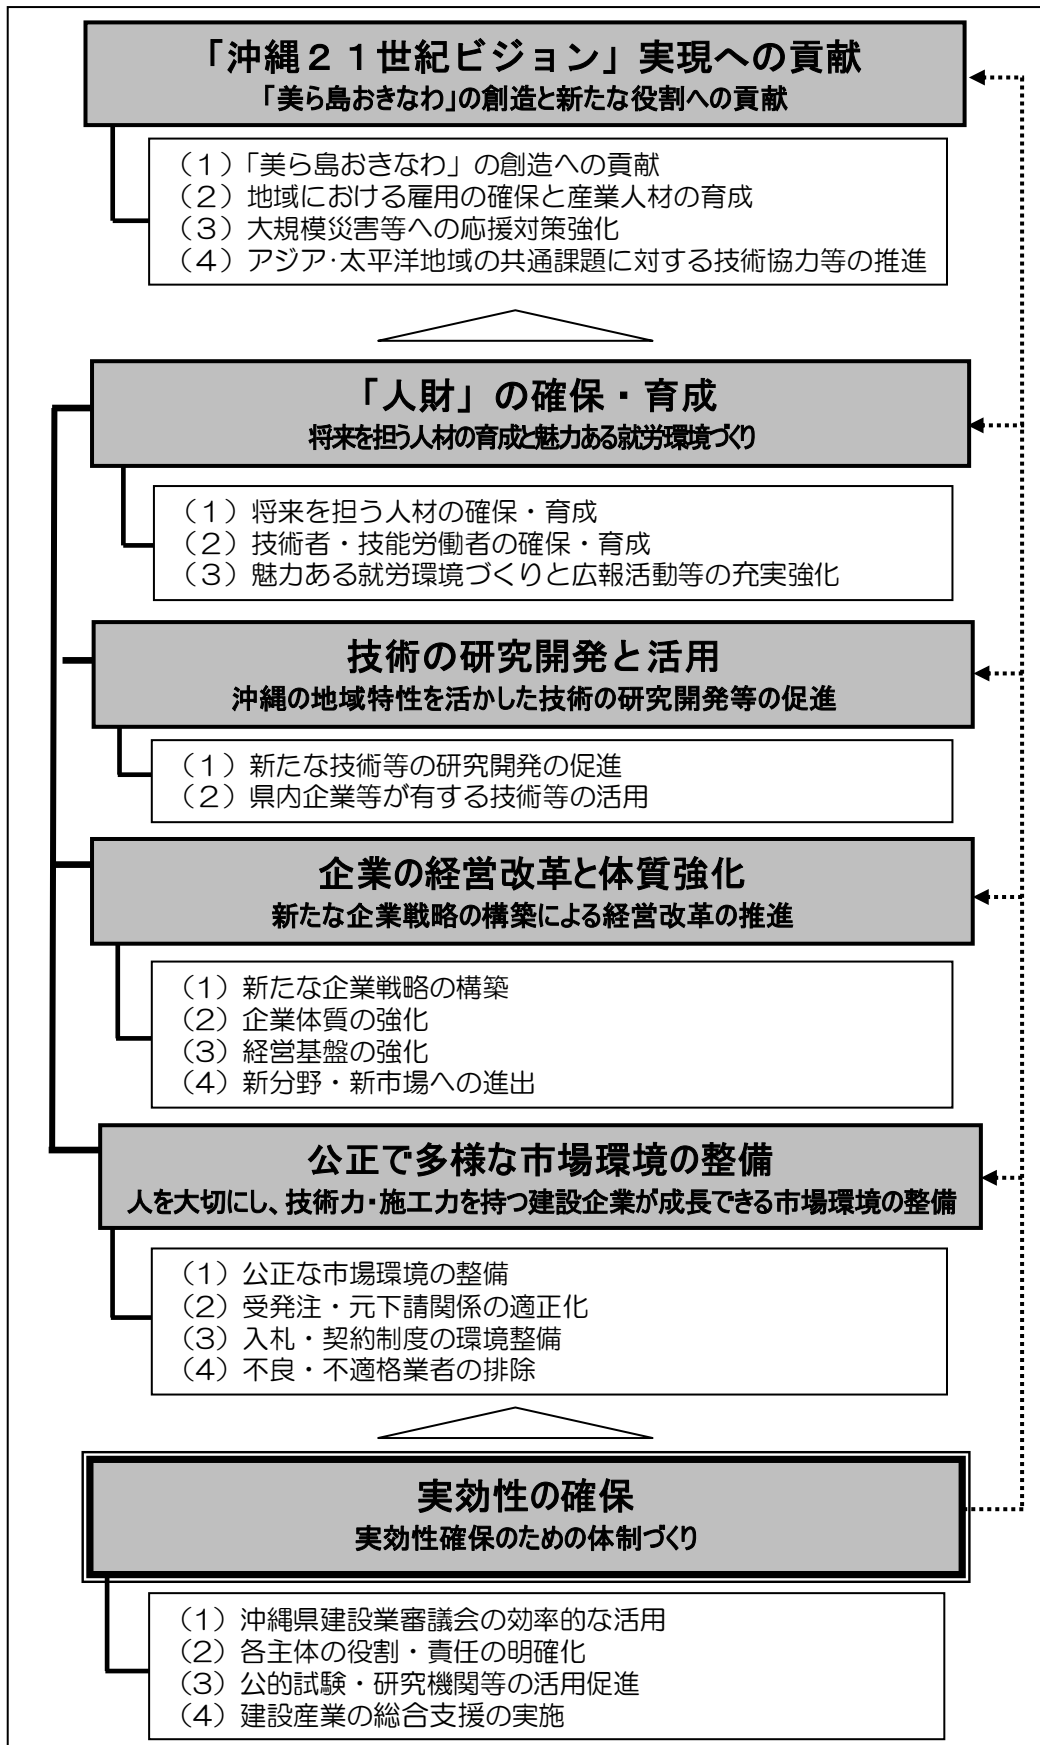 「沖縄２１世紀ビジョン」実現への貢献
「美ら島おきなわ」の創造と新たな役割への貢献
（１）「美ら島おきなわ」の創造への貢献
（２）地域における雇用の確保と産業人材の育成
（３）大規模災害等への応援対策強化
（４）アジア・太平洋地域の共通課題に対する技術協力等の推進
「人財」の確保・育成
将来を担う人材の育成と魅力ある就労環境づくり
（１）将来を担う人材の確保・育成
（２）技術者・技能労働者の確保・育成
（３）魅力ある就労環境づくりと広報活動等の充実強化
技術の研究開発と活用
沖縄の地域特性を活かした技術の研究開発等の促進
（１）新たな技術等の研究開発の促進
（２）県内企業等が有する技術等の活用
企業の経営改革と体質強化
新たな企業戦略の構築による経営改革の推進
（１）新たな企業戦略の構築
（２）企業体質の強化
（３）経営基盤の強化
（４）新分野・新市場への進出
公正で多様な市場環境の整備
人を大切にし、技術力・施工力を持つ建設企業が成長できる市場環境の整備
（１）公正な市場環境の整備
（２）受発注・元下請関係の適正化
（３）入札・契約制度の環境整備
（４）不良・不適格業者の排除
実効性の確保
実効性確保のための体制づくり
（１）沖縄県建設業審議会の効率的な活用
（２）各主体の役割・責任の明確化
（３）公的試験・研究機関等の活用促進
（４）建設産業の総合支援の実施